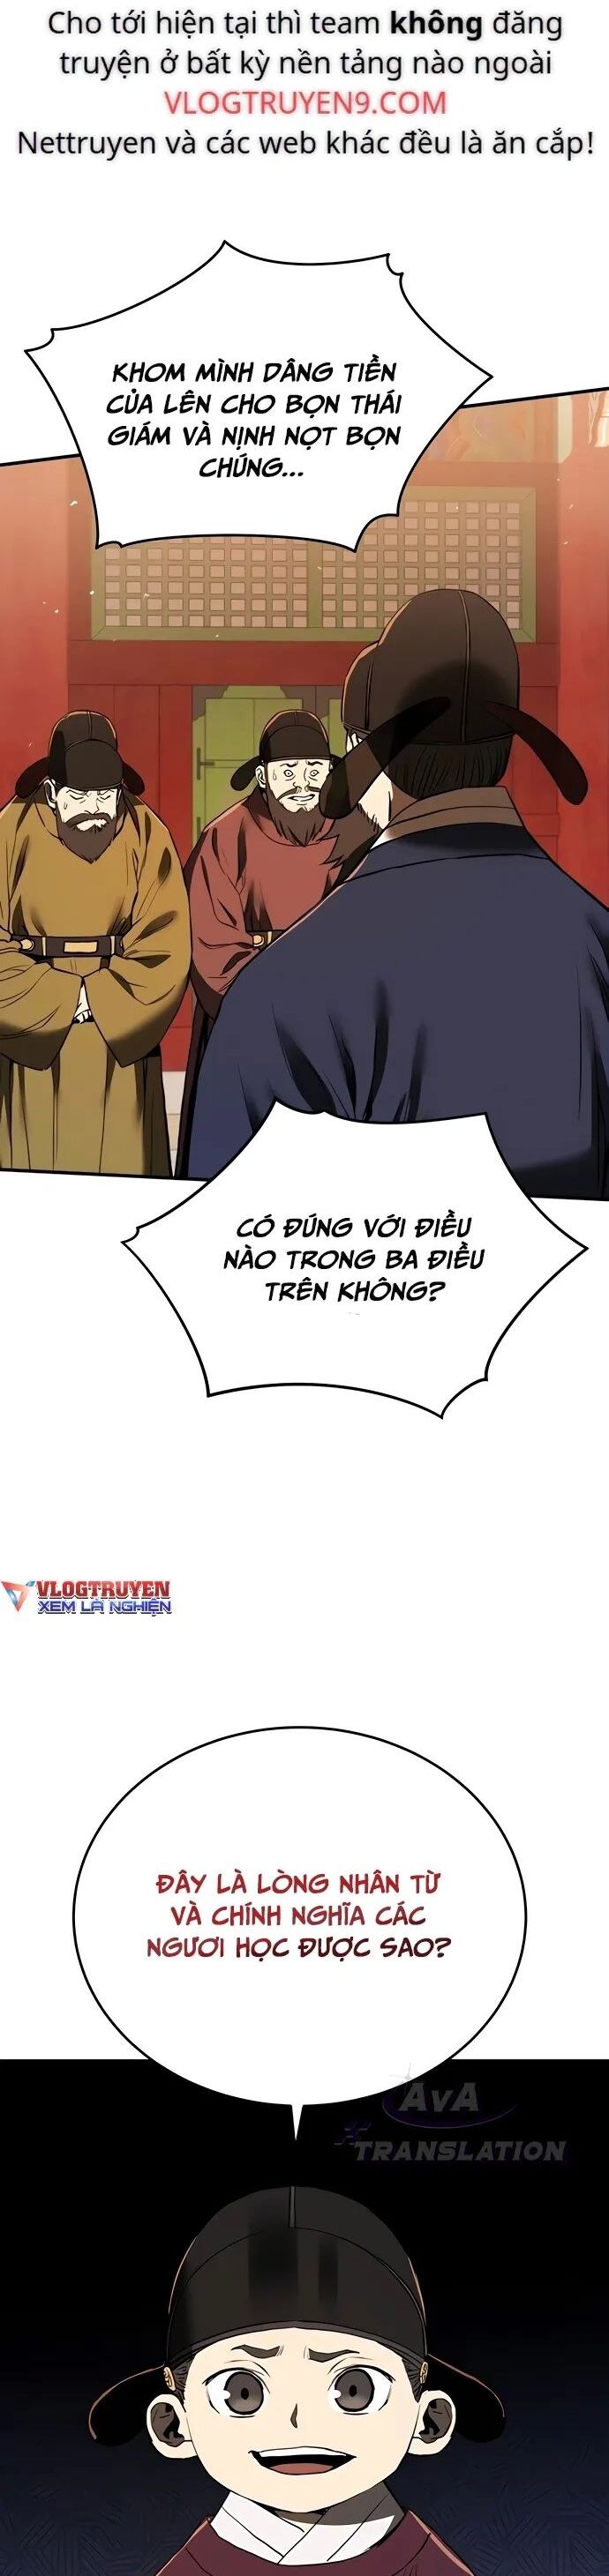 Cho tới hiện tại thì team không đăng
truyện ở bất kỳ nền tảng nào ngoài
VLOGTRUYEN9.COM
Nettruyen và các web khác đều là ăn cắp!
KHOM MÌNH DÂNG TIỀN
CỦA LÊN CHO BỌN THÁI
GIÁM VÀ NỊNH NỌT BỌN
CHÚNG...
CÓ ĐÚNG VỚI ĐIỀU
NÀO TRONG BA ĐIỀU
TRÊN KHÔNG?
VLOGTRUYEN
XEM LÀ NGHIỆN
ĐÂY LÀ LÒNG NHÂN TỪ
VÀ CHÍNH NGHĨA CÁC
NGƯƠI HỌC ĐƯỢC SAO?
AVA
TRANSLATION